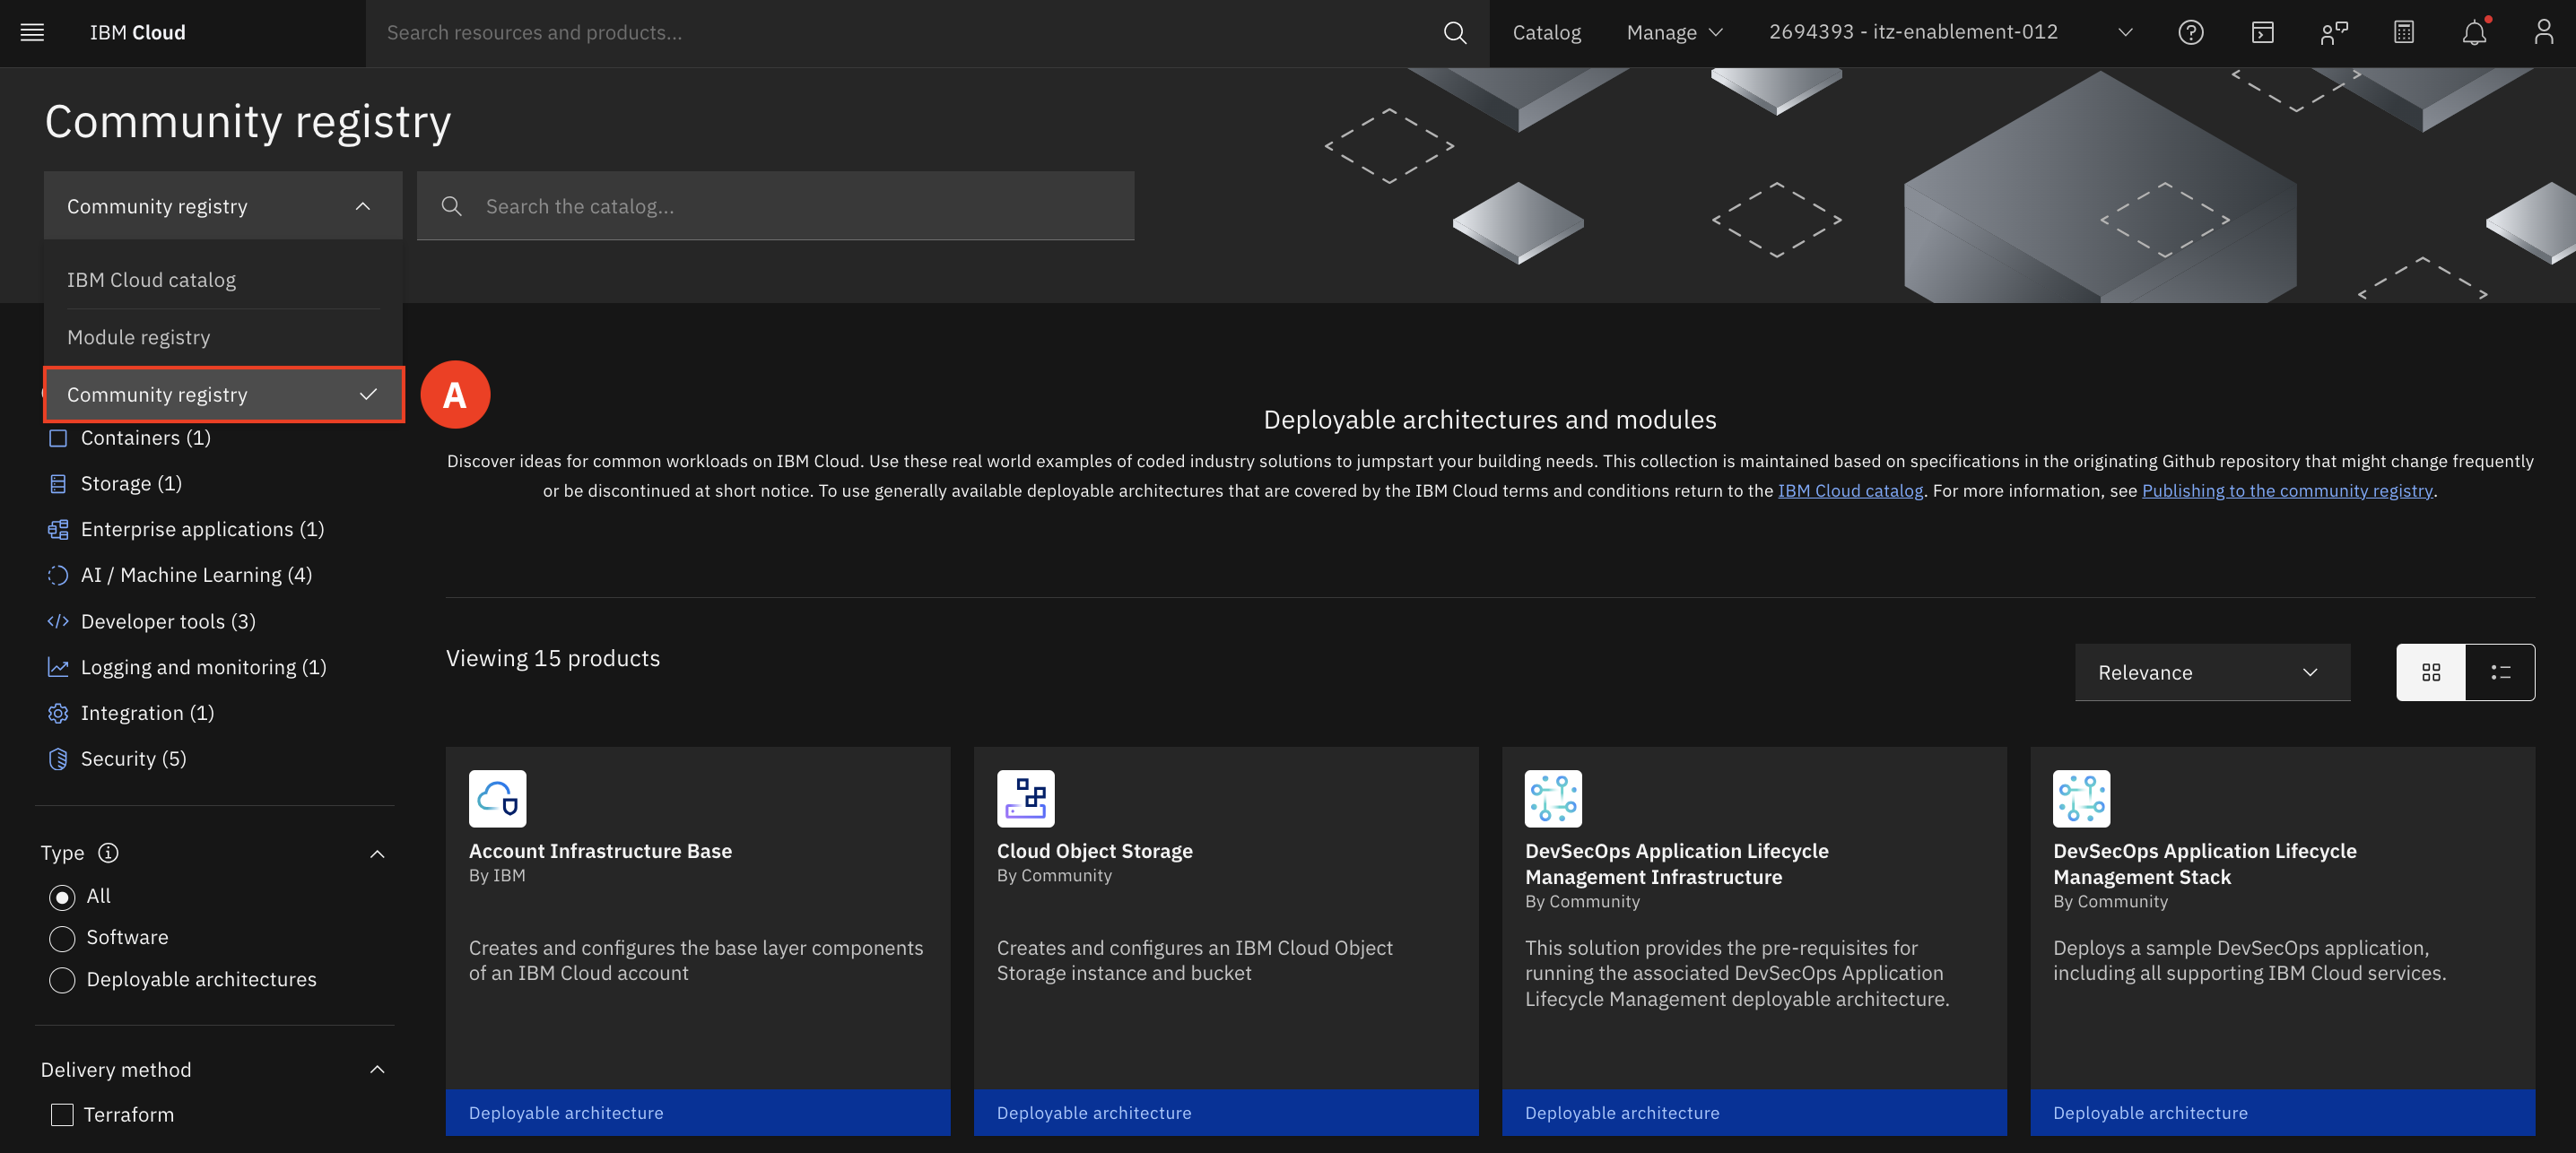 IBM Cloud
Search resources and products...
Catalog
Manage
2694393 - itz-enablement-012
Community registry
Community registry
Search the catalog...
IBM Cloud catalog
Module registry
Community registry
A
Containers (1)
Storage (1)
Enterprise applications (1)
AI / Machine Learning (4)
Developer tools (3)
Logging and monitoring (1)
Integration (1)
Security (5)
Type
All
Software
Deployable architectures
Delivery method
Terraform
Deployable architectures and modules
Discover ideas for common workloads on IBM Cloud. Use these real world examples of coded industry solutions to jumpstart your building needs. This collection is maintained based on specifications in the originating Github repository that might change frequently
or be discontinued at short notice. To use generally available deployable architectures that are covered by the IBM Cloud terms and conditions return to the IBM Cloud catalog. For more information, see Publishing to the community registry.
Viewing 15 products
Relevance
Account Infrastructure Base
By IBM
Creates and configures the base layer components
of an IBM Cloud account
Deployable architecture
Cloud Object Storage
By Community
Creates and configures an IBM Cloud Object
Storage instance and bucket
Deployable architecture
DevSecOps Application Lifecycle
Management Infrastructure
By Community
This solution provides the pre-requisites for
running the associated DevSecOps Application
Lifecycle Management deployable architecture.
Deployable architecture
DevSecOps Application Lifecycle
Management Stack
By Community
Deploys a sample DevSecOps application,
including all supporting IBM Cloud services.
Deployable architecture